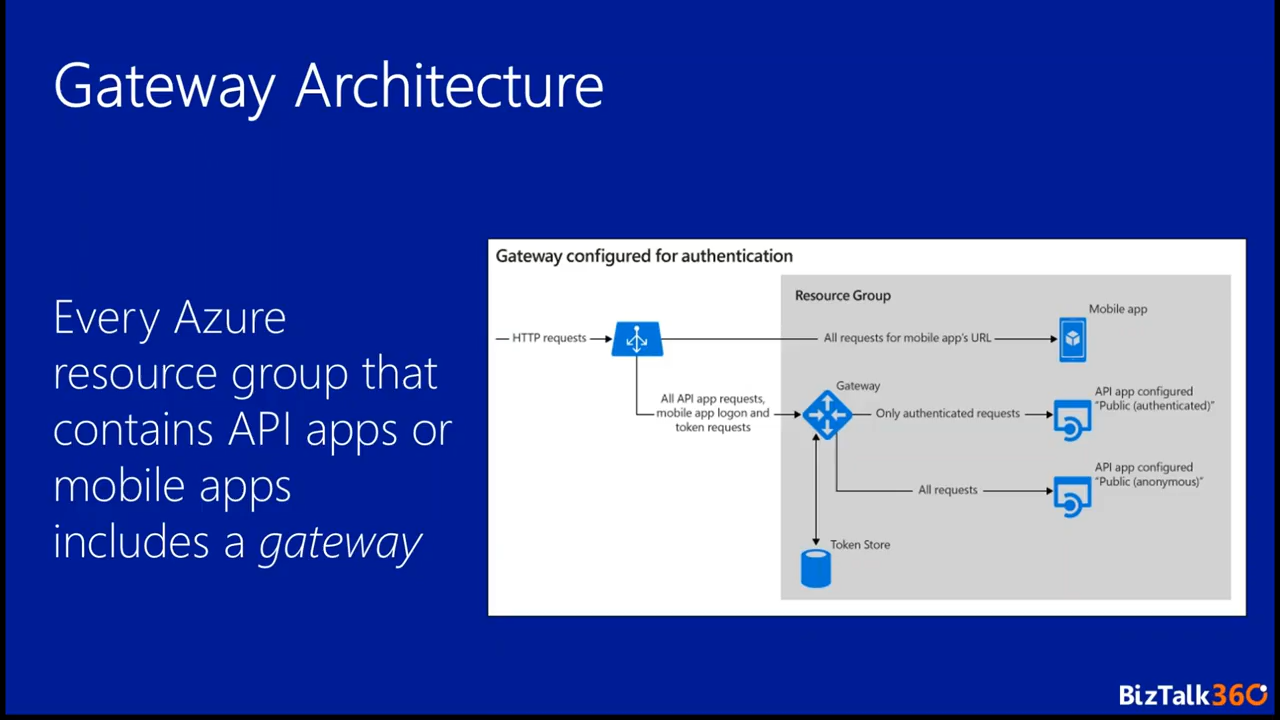 Gateway Architecture
Every Azure
resource group that
contains API apps or
mobile apps
includes a gateway
Gateway configured for authentication
Resource Group
HTTP requests
All requests for mobile app's URL
Mobile app
All API app requests,
mobile app logon and
token requests
Gateway
Only authenticated requests
API app configured
"Public (authenticated)"
All requests
API app configured
"Public (anonymous)"
Token Store
BizTalk360